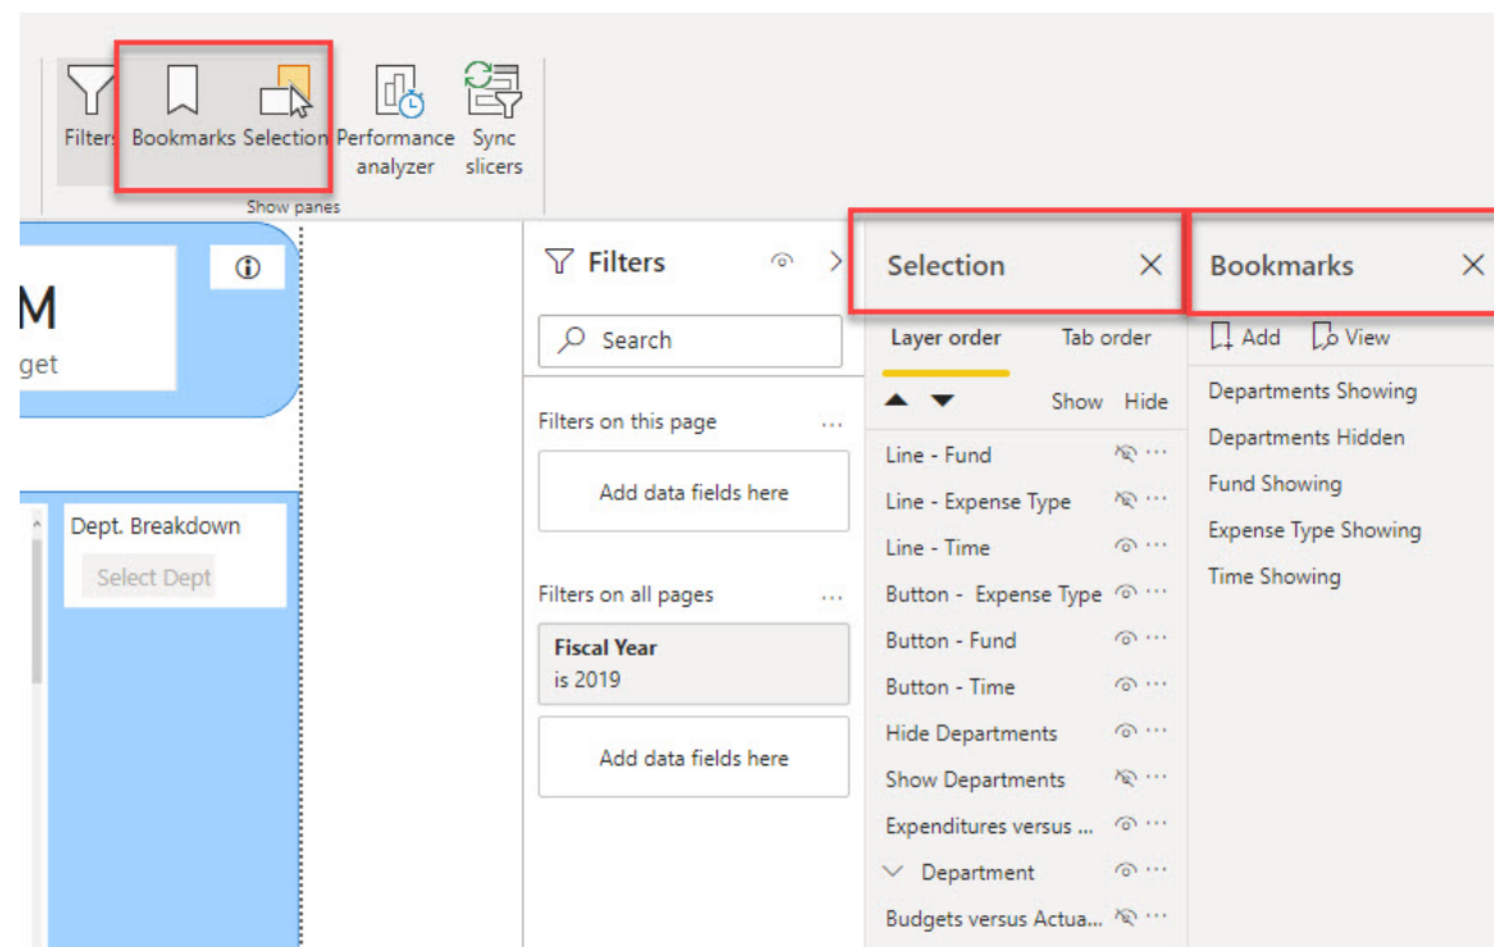 Filters
Bookmarks
Selection
Performance
analyzer
Sync
slicers
Show panes
M
get
Dept. Breakdown
Select Dept
Filters
Search
Filters on this page
...
Add data fields here
Filters on all pages
...
Fiscal Year
is 2019
Add data fields here
Selection
Layer order Tab order
Show Hide
Line - Fund ...
Line - Expense Type ...
Line - Time ...
Button - Expense Type ...
Button - Fund ...
Button - Time ...
Hide Departments ...
Show Departments ...
Expenditures versus ... ...
Department ...
Budgets versus Actua... ...
Bookmarks
Add View
Departments Showing
Departments Hidden
Fund Showing
Expense Type Showing
Time Showing